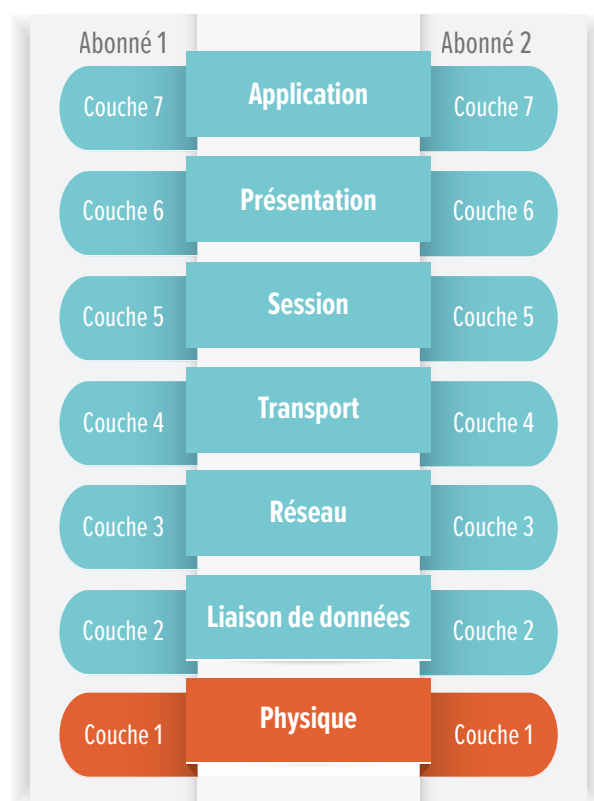 Abonné 1
Abonné 2
Couche 7
Application
Couche 7
Couche 6
Présentation
Couche 6
Couche 5
Session
Couche 5
Couche 4
Transport
Couche 4
Couche 3
Réseau
Couche 3
Couche 2
Liaison de données
Couche 2
Couche 1
Physique
Couche 1